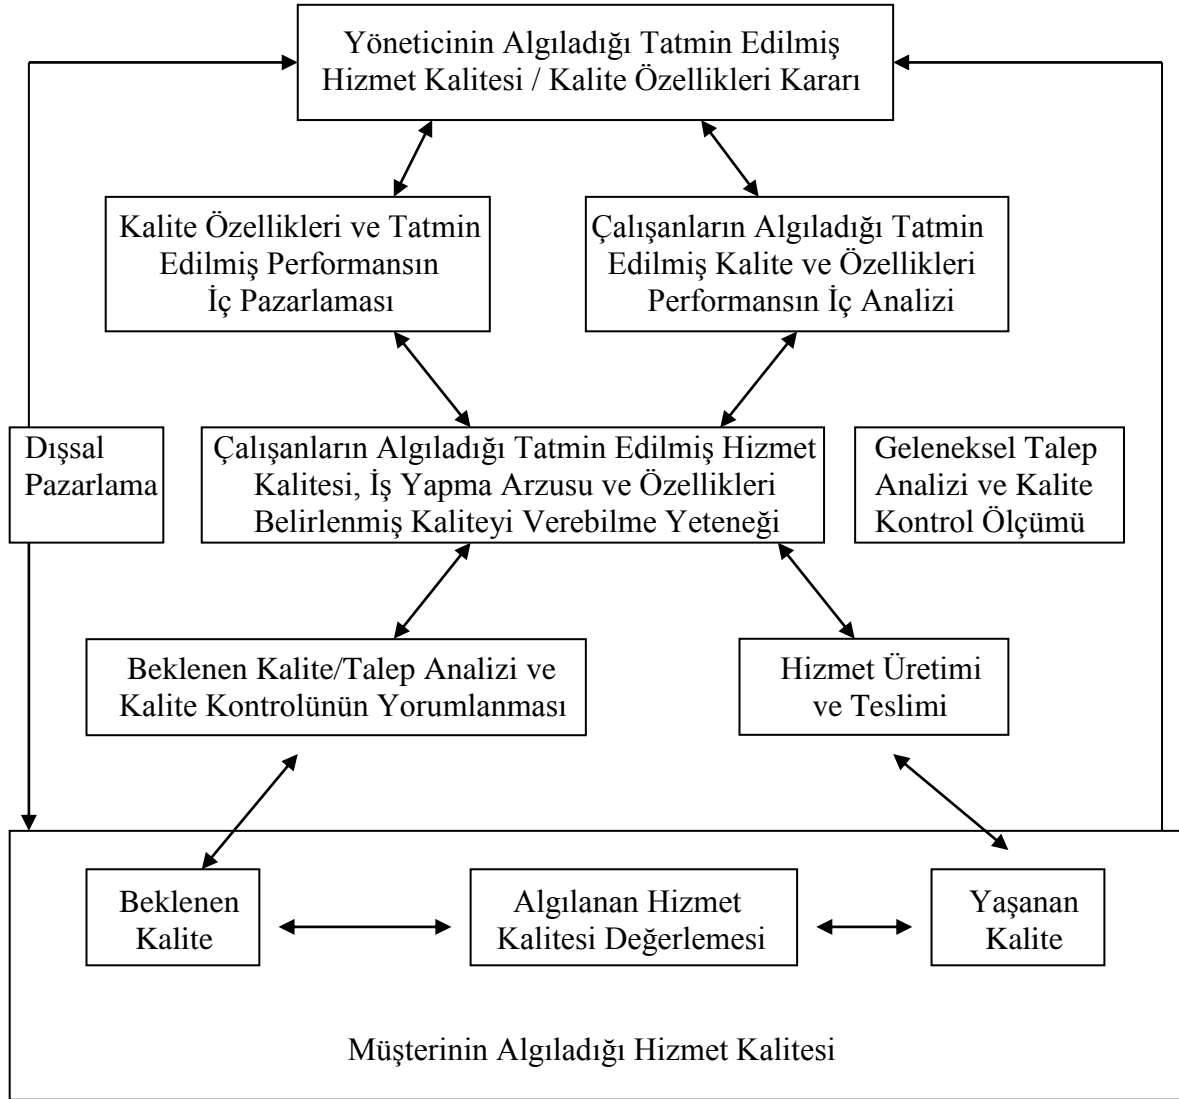 Yöneticinin Algıladığı Tatmin Edilmiş
Hizmet Kalitesi / Kalite Özellikleri Kararı
Kalite Özellikleri ve Tatmin
Edilmiş Performansın
İç Pazarlaması
Çalışanların Algıladığı Tatmin
Edilmiş Kalite ve Özellikleri
Performansın İç Analizi
Dışsal
Pazarlama
Çalışanların Algıladığı Tatmin Edilmiş Hizmet
Kalitesi, İş Yapma Arzusu ve Özellikleri
Belirlenmiş Kaliteyi Verebilme Yeteneği
Geleneksel Talep
Analizi ve Kalite
Kontrol Ölçümü
Beklenen Kalite/Talep Analizi ve
Kalite Kontrolünün Yorumlanması
Hizmet Üretimi
ve Teslimi
Beklenen
Kalite
Algılanan Hizmet
Kalitesi Değerlemesi
Yaşanan
Kalite
Müşterinin Algıladığı Hizmet Kalitesi